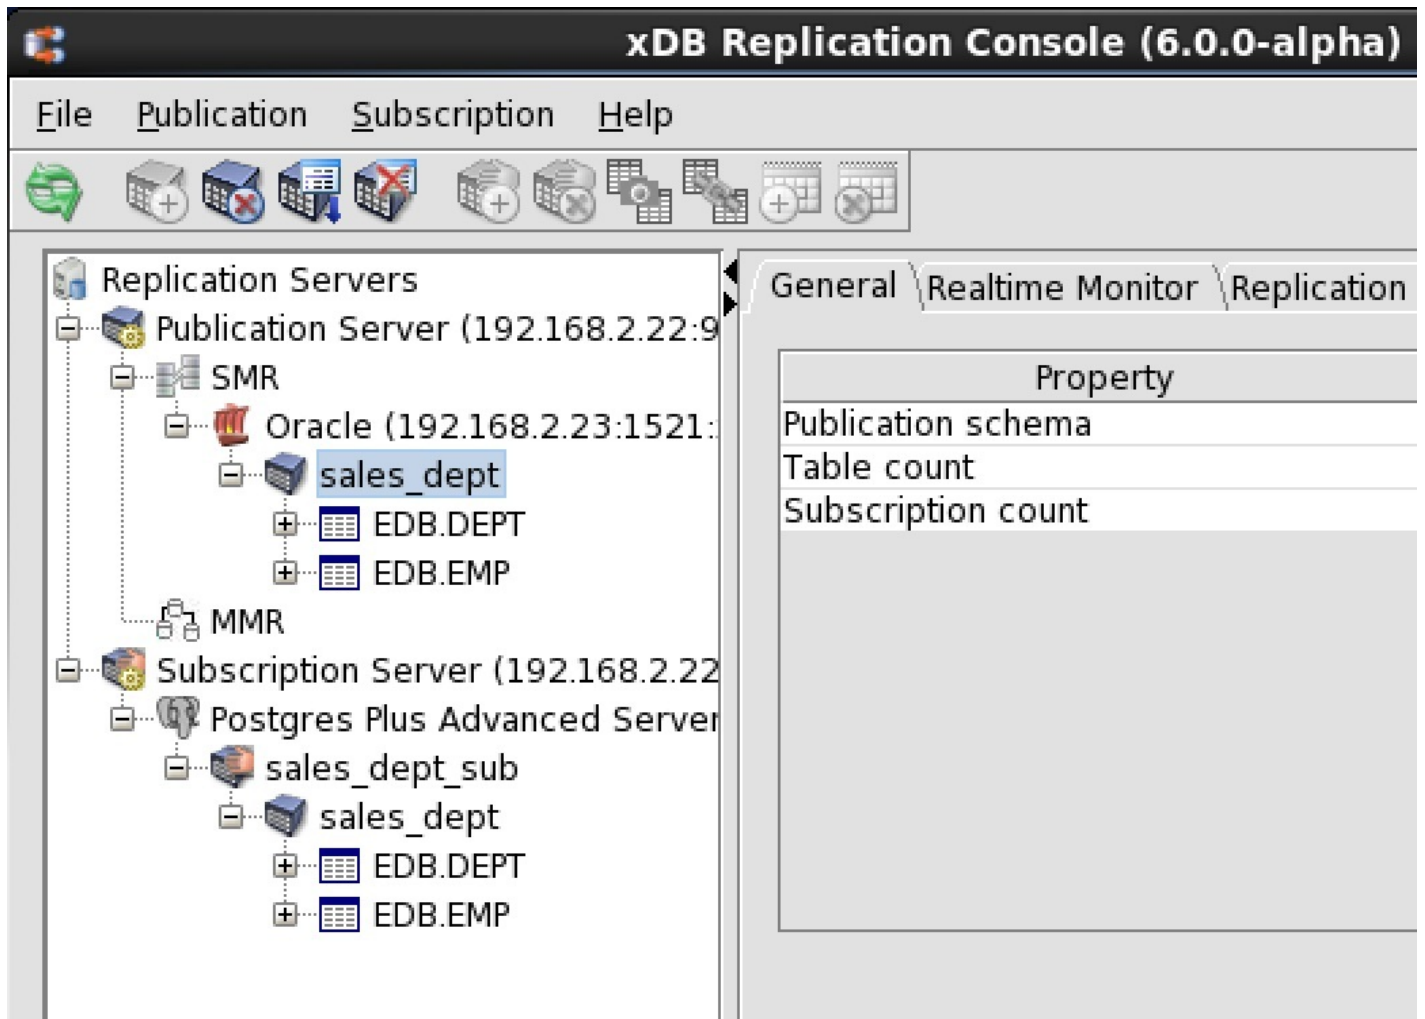 xDB Replication Console (6.0.0-alpha)
File Publication Subscription Help
Replication Servers
Publication Server (192.168.2.22:9
SMR
Oracle (192.168.2.23:1521:
sales_dept
EDB.DEPT
EDB.EMP
MMR
Subscription Server (192.168.2.22
Postgres Plus Advanced Server
sales_dept_sub
sales_dept
EDB.DEPT
EDB.EMP
General Realtime Monitor Replication
Property
Publication schema
Table count
Subscription count